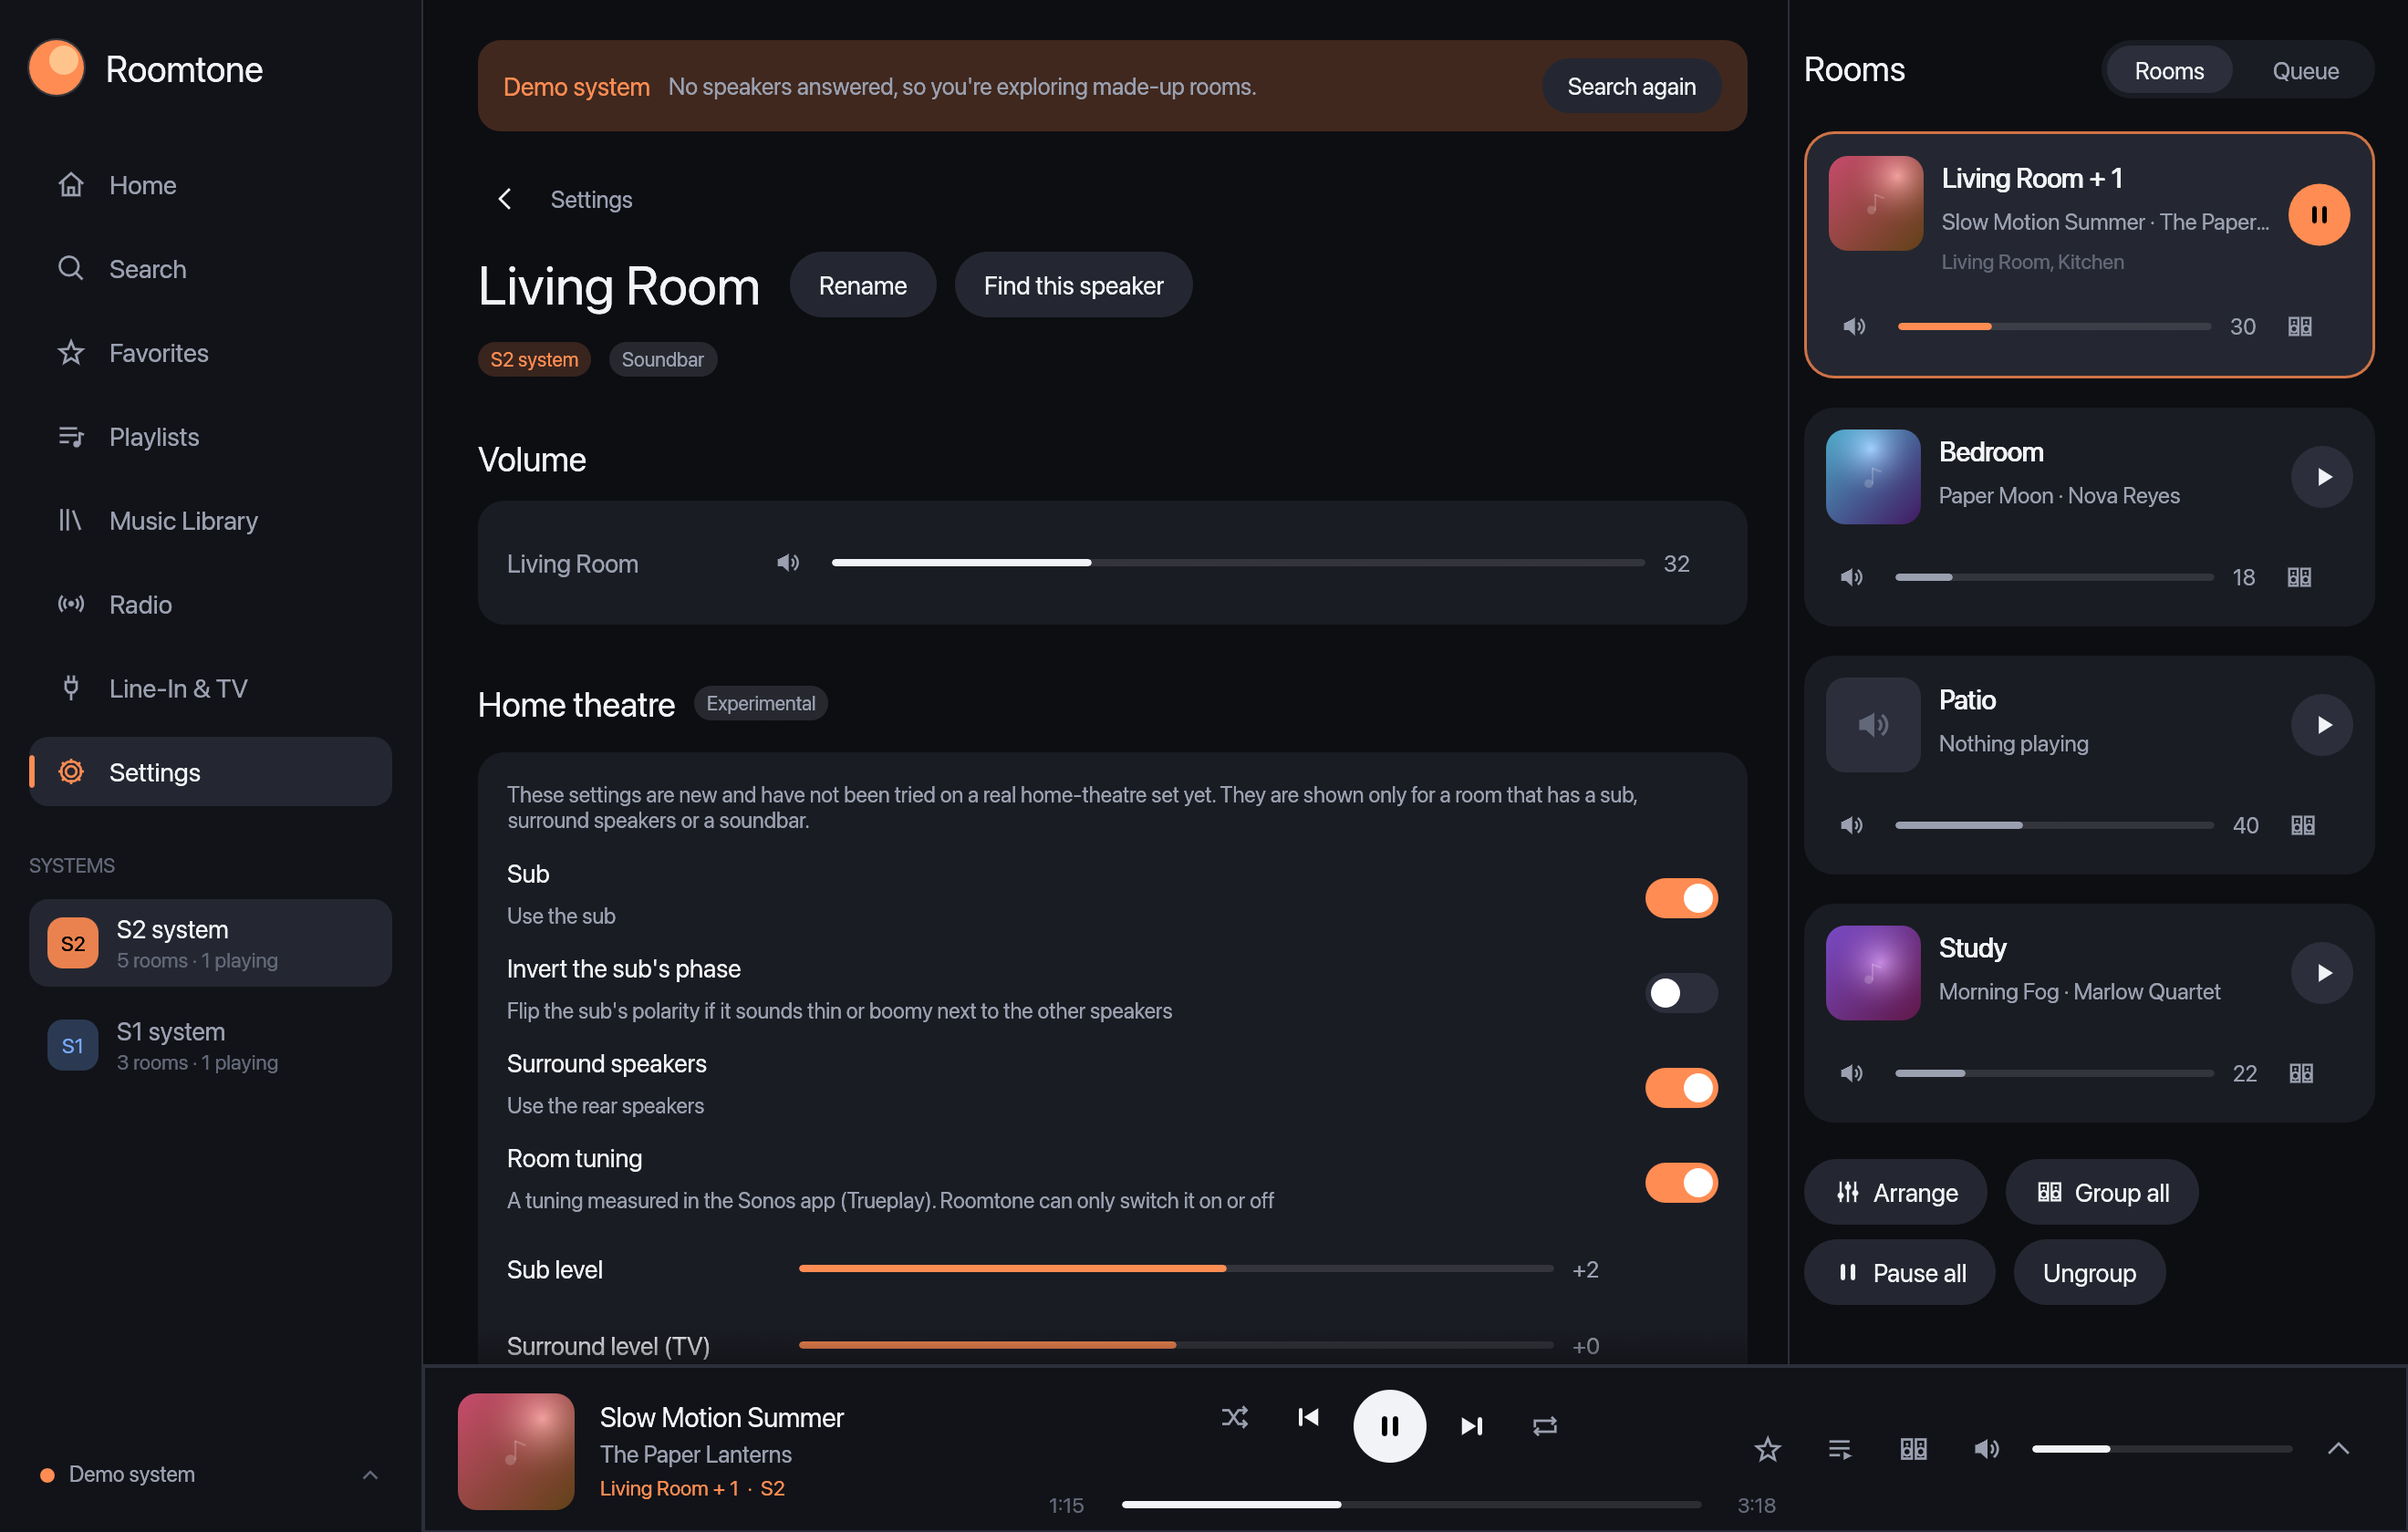 Roomtone
Home
Search
Favorites
Playlists
Music Library
Radio
Line-In & TV
Settings
SYSTEMS
S2
S2 system
5 rooms · 1 playing
S1
S1 system
3 rooms · 1 playing
Demo system
Demo system No speakers answered, so you're exploring made-up rooms.
Search again
Settings
Living Room
Rename
Find this speaker
S2 system
Soundbar
Volume
Living Room
32
Home theatre
Experimental
These settings are new and have not been tried on a real home-theatre set yet. They are shown only for a room that has a sub,
surround speakers or a soundbar.
Sub
Use the sub
Invert the sub's phase
Flip the sub's polarity if it sounds thin or boomy next to the other speakers
Surround speakers
Use the rear speakers
Room tuning
A tuning measured in the Sonos app (Trueplay). Roomtone can only switch it on or off
Sub level
+2
Surround level (TV)
+0
Rooms
Rooms
Queue
Living Room + 1
Slow Motion Summer · The Paper...
Living Room, Kitchen
30
Bedroom
Paper Moon · Nova Reyes
18
Patio
Nothing playing
40
Study
Morning Fog · Marlow Quartet
22
Arrange
Group all
Pause all
Ungroup
Slow Motion Summer
The Paper Lanterns
Living Room + 1 · S2
1:15
3:18